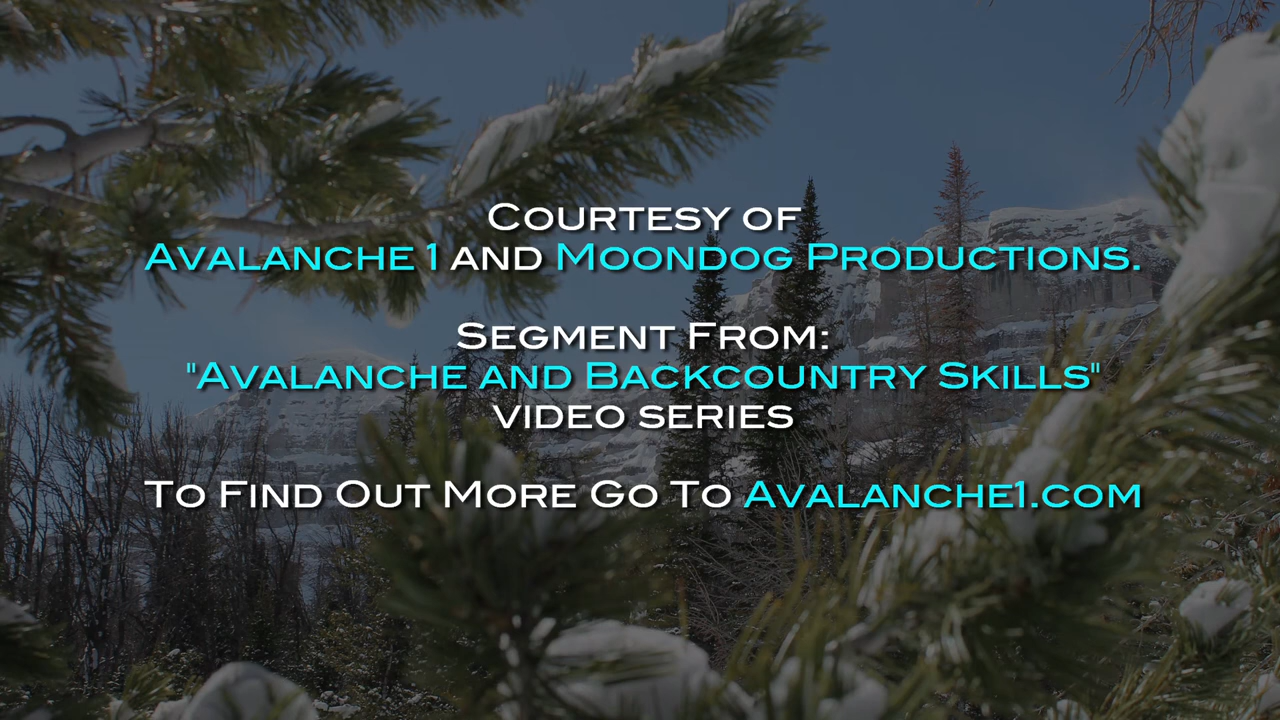 Courtesy of
Avalanche 1 and Moondog Productions.
Segment From:
"Avalanche and Backcountry Skills"
video series
To Find Out More Go To Avalanche1.com